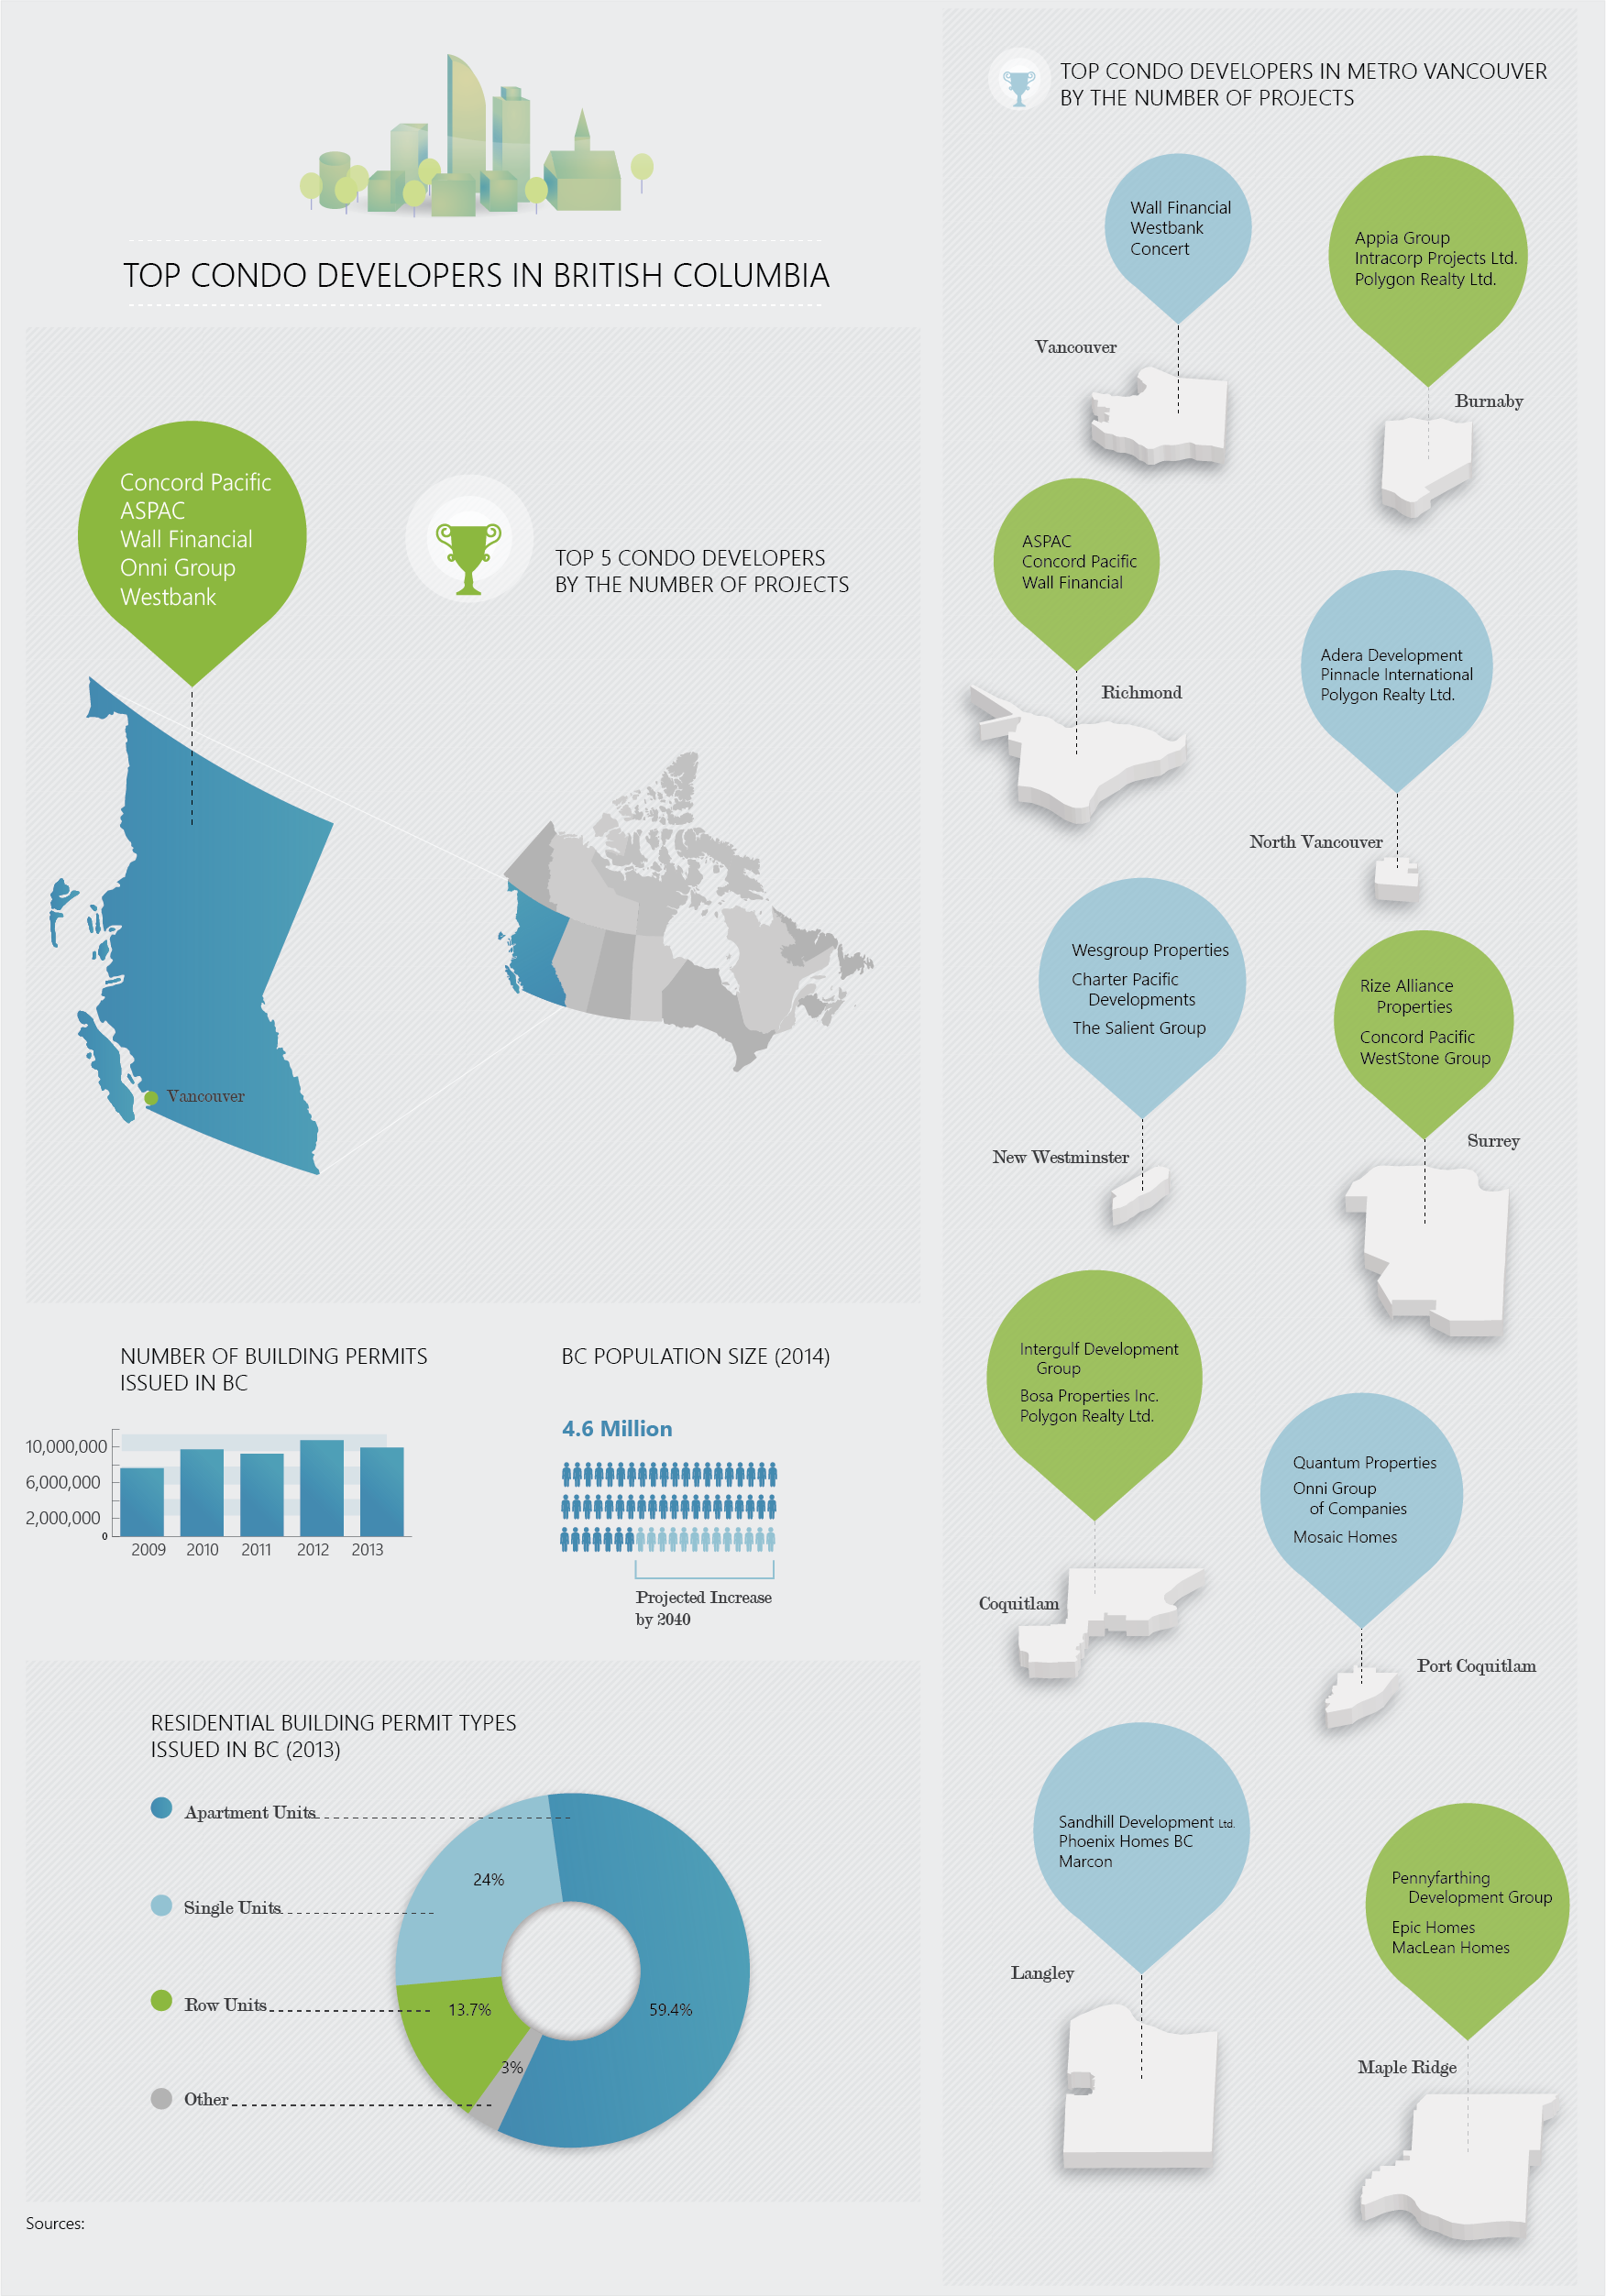 TOP CONDO DEVELOPERS IN BRITISH COLUMBIA
Concord Pacific
ASPAC
Wall Financial
Onni Group
Westbank
TOP 5 CONDO DEVELOPERS
BY THE NUMBER OF PROJECTS
Vancouver
NUMBER OF BUILDING PERMITS
ISSUED IN BC
10,000,000
6,000,000
2,000,000
0
2009 2010 2011 2012 2013
BC POPULATION SIZE (2014)
4.6 Million
Projected Increase
by 2040
RESIDENTIAL BUILDING PERMIT TYPES
ISSUED IN BC (2013)
Apartment Units
Single Units
Row Units
Other
24%
13.7%
3%
59.4%
Sources:
TOP CONDO DEVELOPERS IN METRO VANCOUVER
BY THE NUMBER OF PROJECTS
Wall Financial
Westbank
Concert
Vancouver
Appia Group
Intracorp Projects Ltd.
Polygon Realty Ltd.
Burnaby
ASPAC
Concord Pacific
Wall Financial
Richmond
Adera Development
Pinnacle International
Polygon Realty Ltd.
North Vancouver
Wesgroup Properties
Charter Pacific
Developments
The Salient Group
New Westminster
Rize Alliance
Properties
Concord Pacific
WestStone Group
Surrey
Intergulf Development
Group
Bosa Properties Inc.
Polygon Realty Ltd.
Coquitlam
Quantum Properties
Onni Group
of Companies
Mosaic Homes
Port Coquitlam
Sandhill Development Ltd.
Phoenix Homes BC
Marcon
Langley
Pennyfarthing
Development Group
Epic Homes
MacLean Homes
Maple Ridge